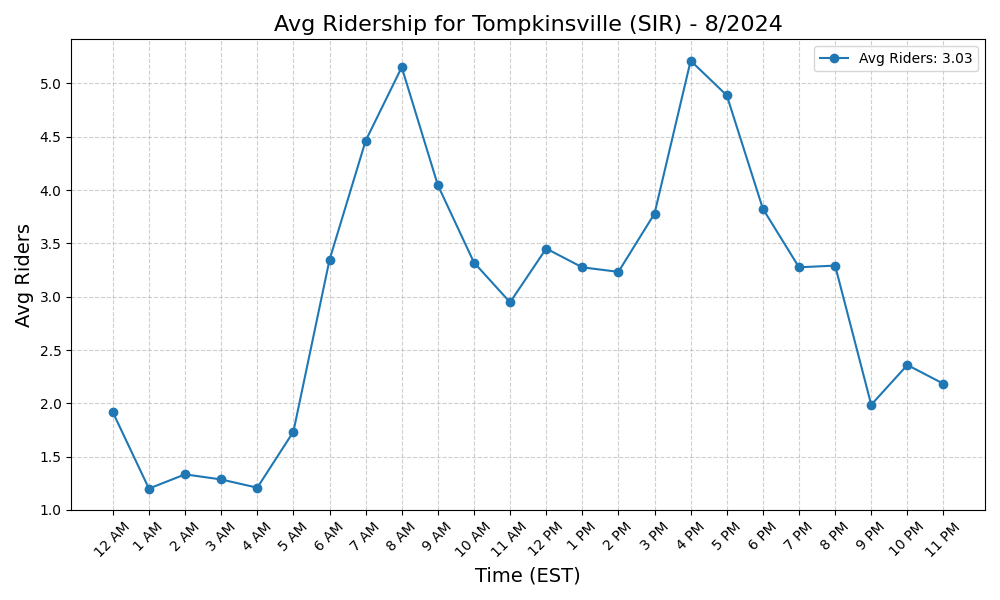 Avg Ridership for Tompkinsville (SIR) - 8/2024
Avg Riders: 3.03
Avg Riders
5.0
4.5
4.0
3.5
3.0
2.5
2.0
1.5
1.0
12 AM
1 AM
2 AM
3 AM
4 AM
5 AM
6 AM
7 AM
8 AM
9 AM
10 AM
11 AM
12 PM
1 PM
2 PM
3 PM
4 PM
5 PM
6 PM
7 PM
8 PM
9 PM
10 PM
11 PM
Time (EST)